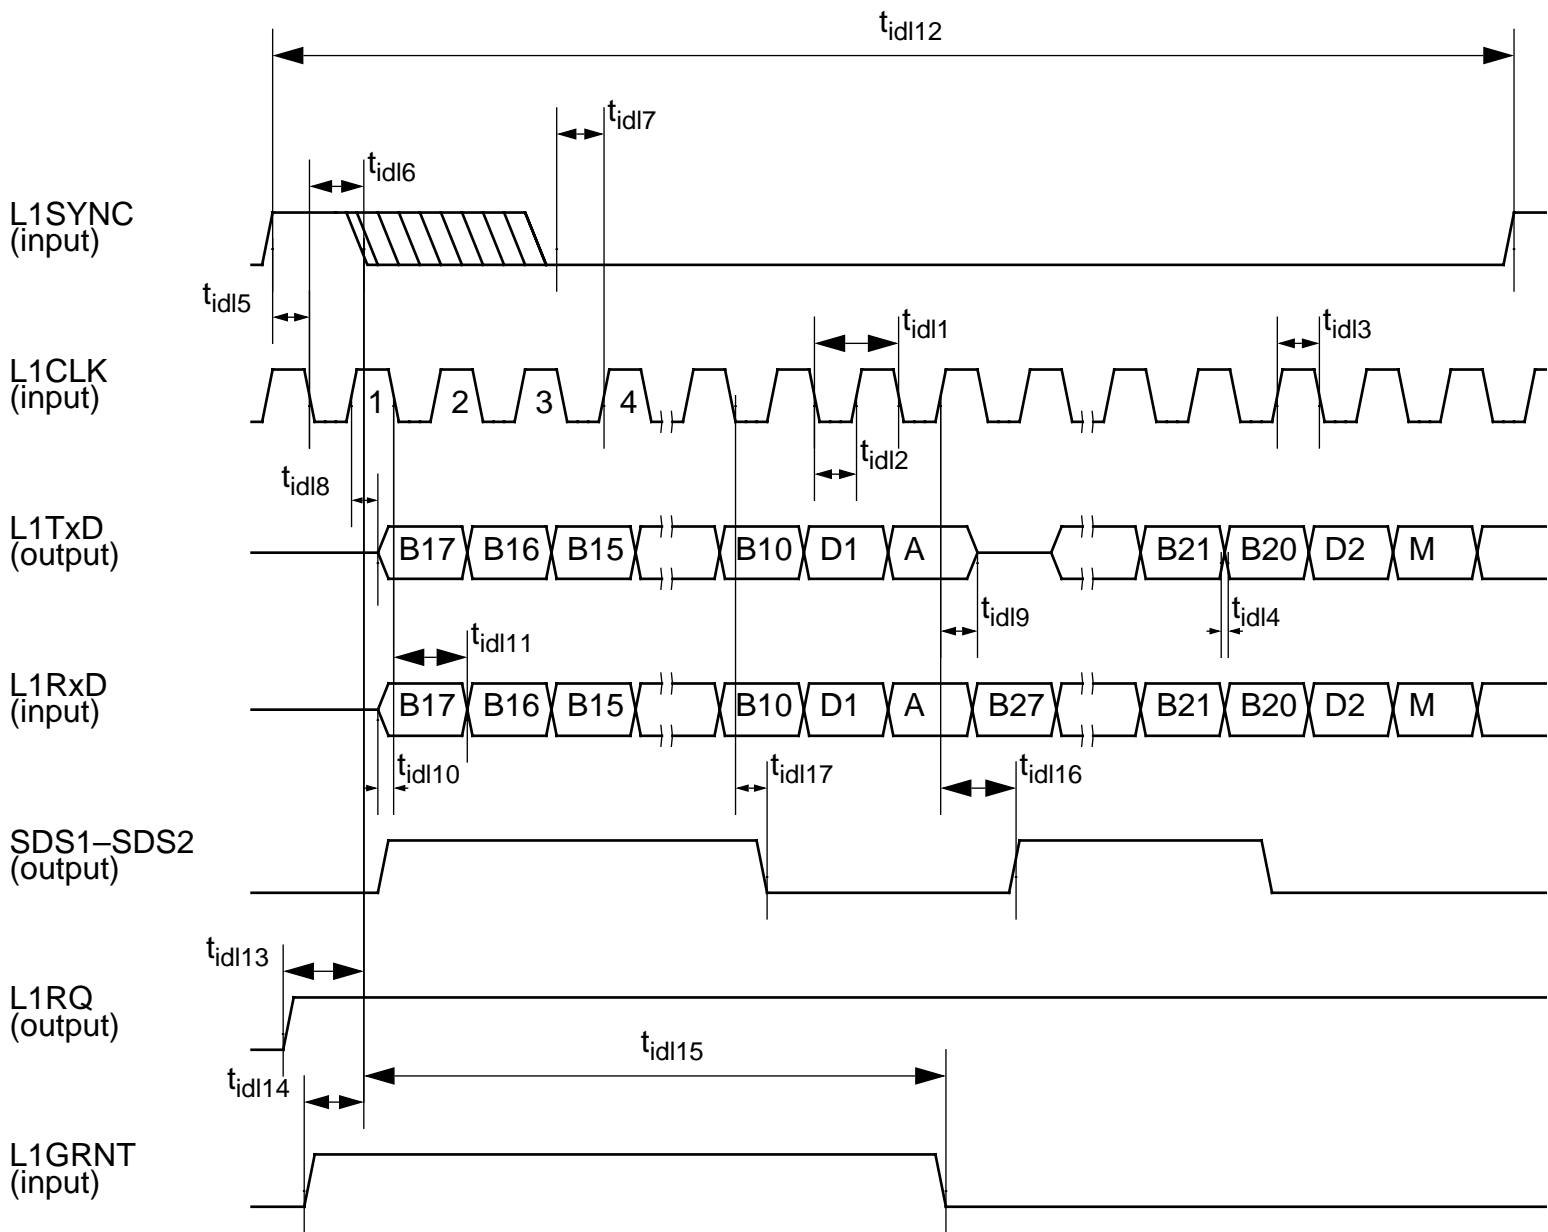 tidl12
tidl7
tidl6
L1SYNC
(input)
tidl5
tidl1
tidl3
L1CLK
(input)
1 2 3 4
tidl2
tidl8
L1TxD
(output)
B17 B16 B15 B10 D1 A B21 B20 D2 M
tidl9
tidl4
tidl11
L1RxD
(input)
B17 B16 B15 B10 D1 A B27 B21 B20 D2 M
tidl10
tidl17
tidl16
SDS1–SDS2
(output)
tidl13
L1RQ
(output)
tidl15
tidl14
L1GRNT
(input)